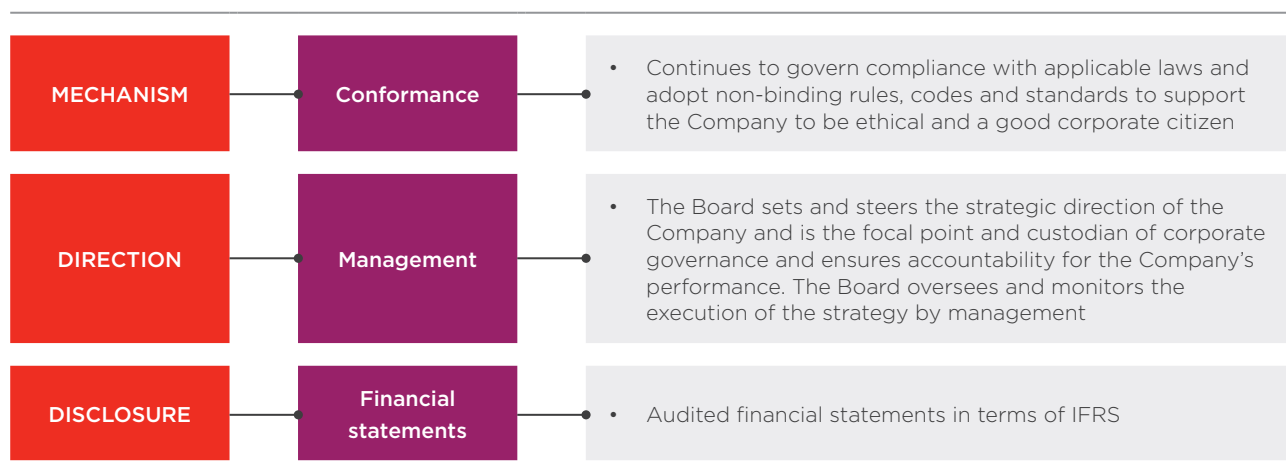 MECHANISM
Conformance
• Continues to govern compliance with applicable laws and
adopt non-binding rules, codes and standards to support
the Company to be ethical and a good corporate citizen
DIRECTION
Management
• The Board sets and steers the strategic direction of the
Company and is the focal point and custodian of corporate
governance and ensures accountability for the Company’s
performance. The Board oversees and monitors the
execution of the strategy by management
DISCLOSURE
Financial
statements
• Audited financial statements in terms of IFRS